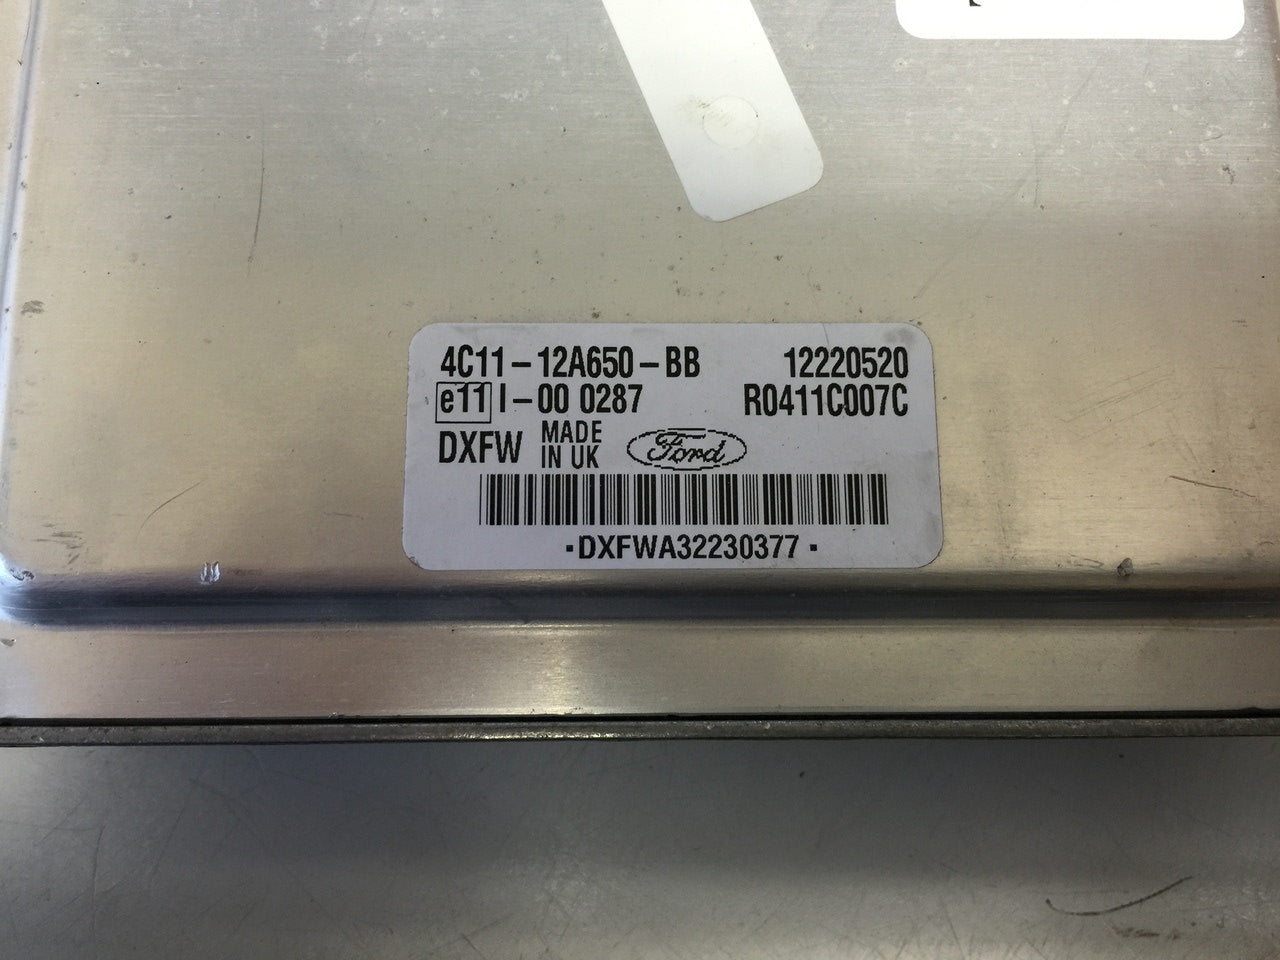 4C11-12A650-BB 12220520
e11 I-00 0287 R0411C007C
DXFW MADE IN UK Ford
·DXFWA32230377·